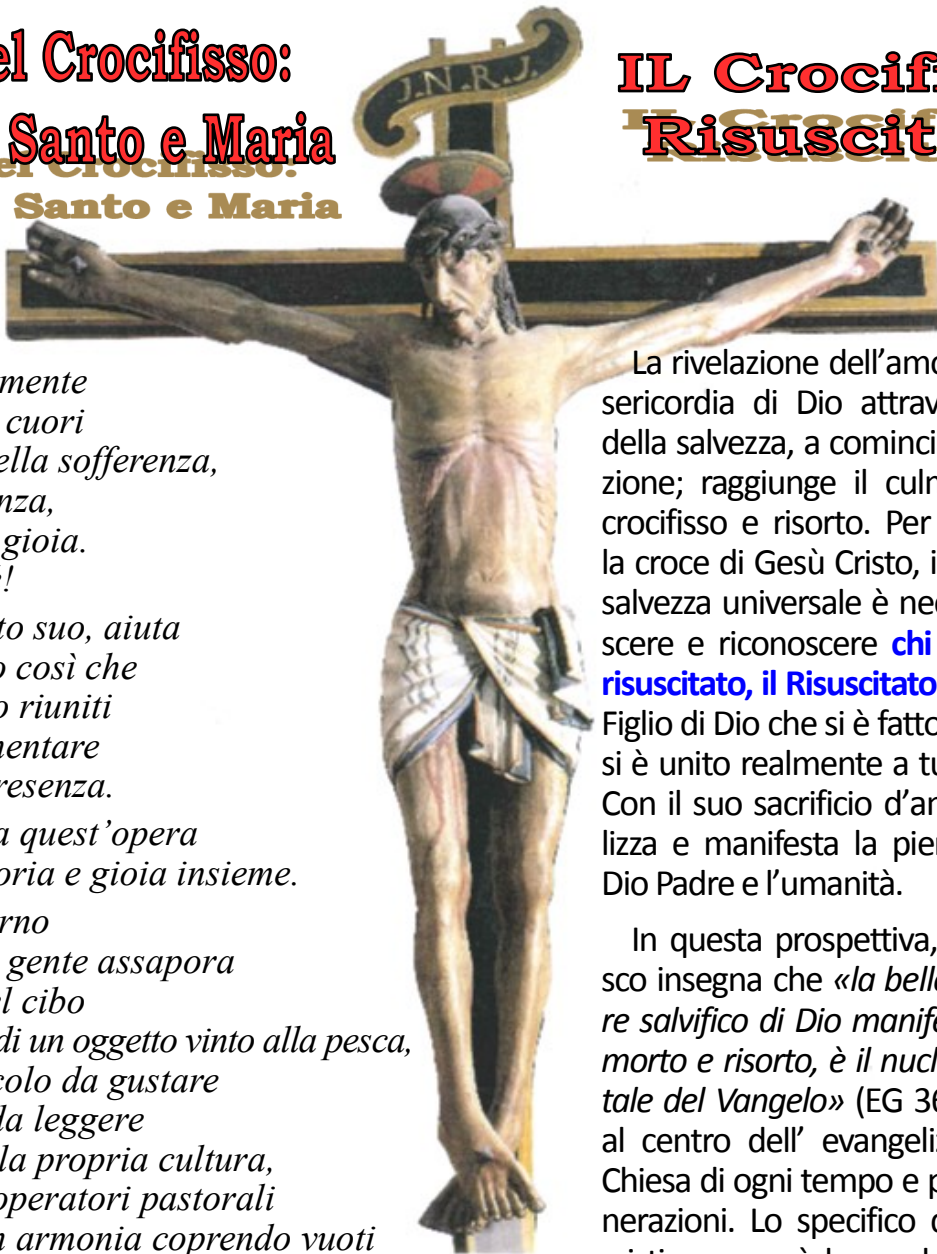 el Crocifisso:
Santo e Maria
J.N.R.J.
IL Crocif
Risuscit
mente
cuori
ella sofferenza,
nza,
gioia.
!
to suo, aiuta
o così che
o riuniti
mentare
resenza.
a quest’opera
oria e gioia insieme.
rno
gente assapora
el cibo
di un oggetto vinto alla pesca,
colo da gustare
da leggere
la propria cultura,
operatori pastorali
n armonia coprendo vuoti
La rivelazione dell’amo
sericordia di Dio attrav
della salvezza, a cominci
zione; raggiunge il culm
crocifisso e risorto. Per
la croce di Gesù Cristo, i
salvezza universale è nec
scere e riconoscere chi
risuscitato, il Risuscitato
Figlio di Dio che si è fatto
si è unito realmente a tu
Con il suo sacrificio d’am
lizza e manifesta la pien
Dio Padre e l’umanità.
In questa prospettiva,
sco insegna che «la belle
re salvifico di Dio manife
morto e risorto, è il nucl
tale del Vangelo» (EG 36
al centro dell’ evangeliz
Chiesa di ogni tempo e p
nerazioni. Lo specifico d